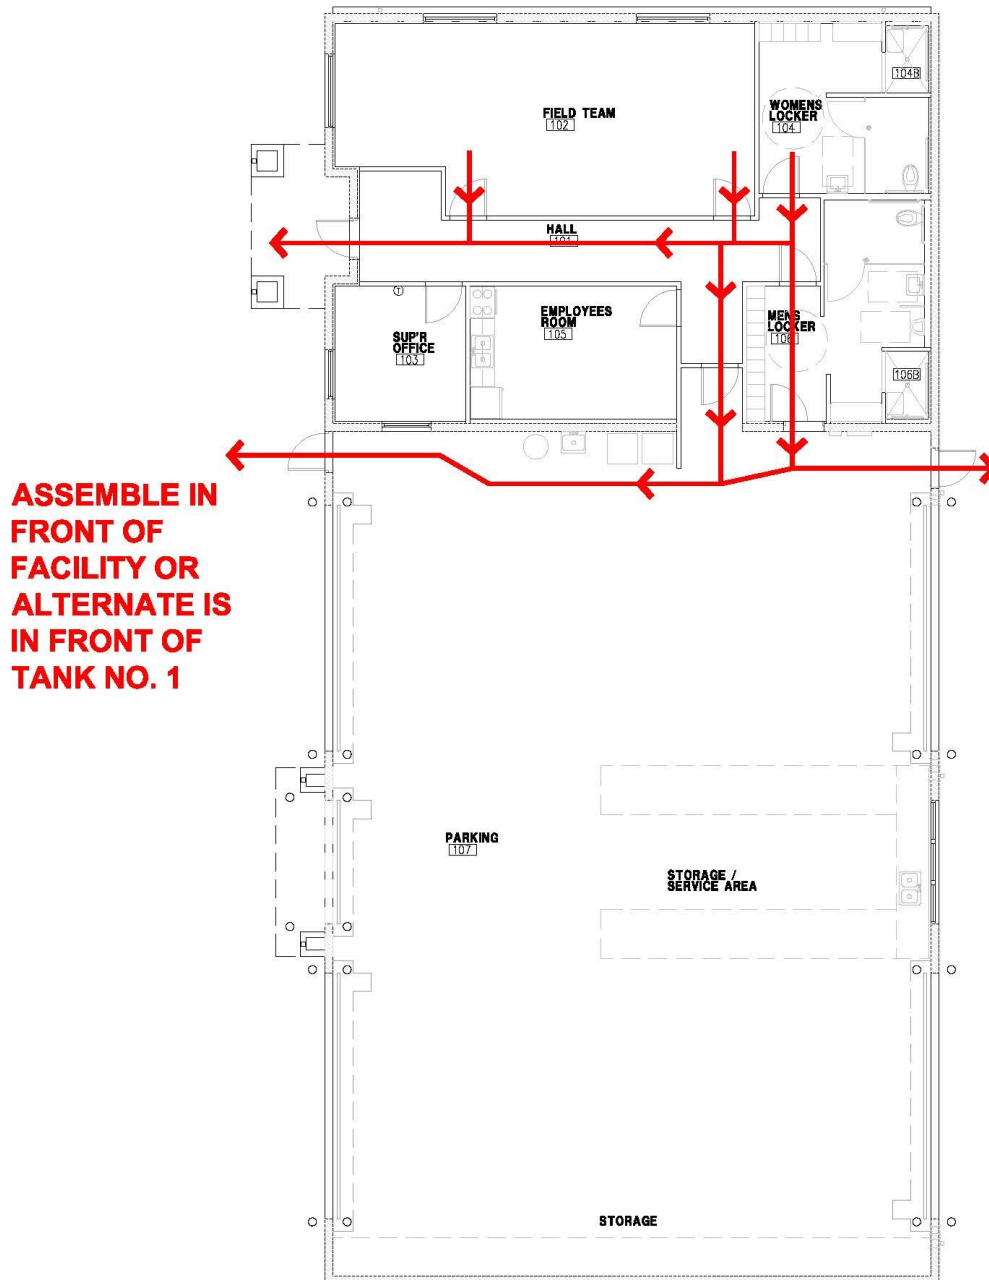 104B
WOMENS
LOCKER
104
FIELD TEAM
102
HALL
101
EMPLOYEES
ROOM
105
MENS
LOCKER
106
SUP'R
OFFICE
103
106B
ASSEMBLE IN
FRONT OF
FACILITY OR
ALTERNATE IS
IN FRONT OF
TANK NO. 1
PARKING
107
STORAGE /
SERVICE AREA
STORAGE